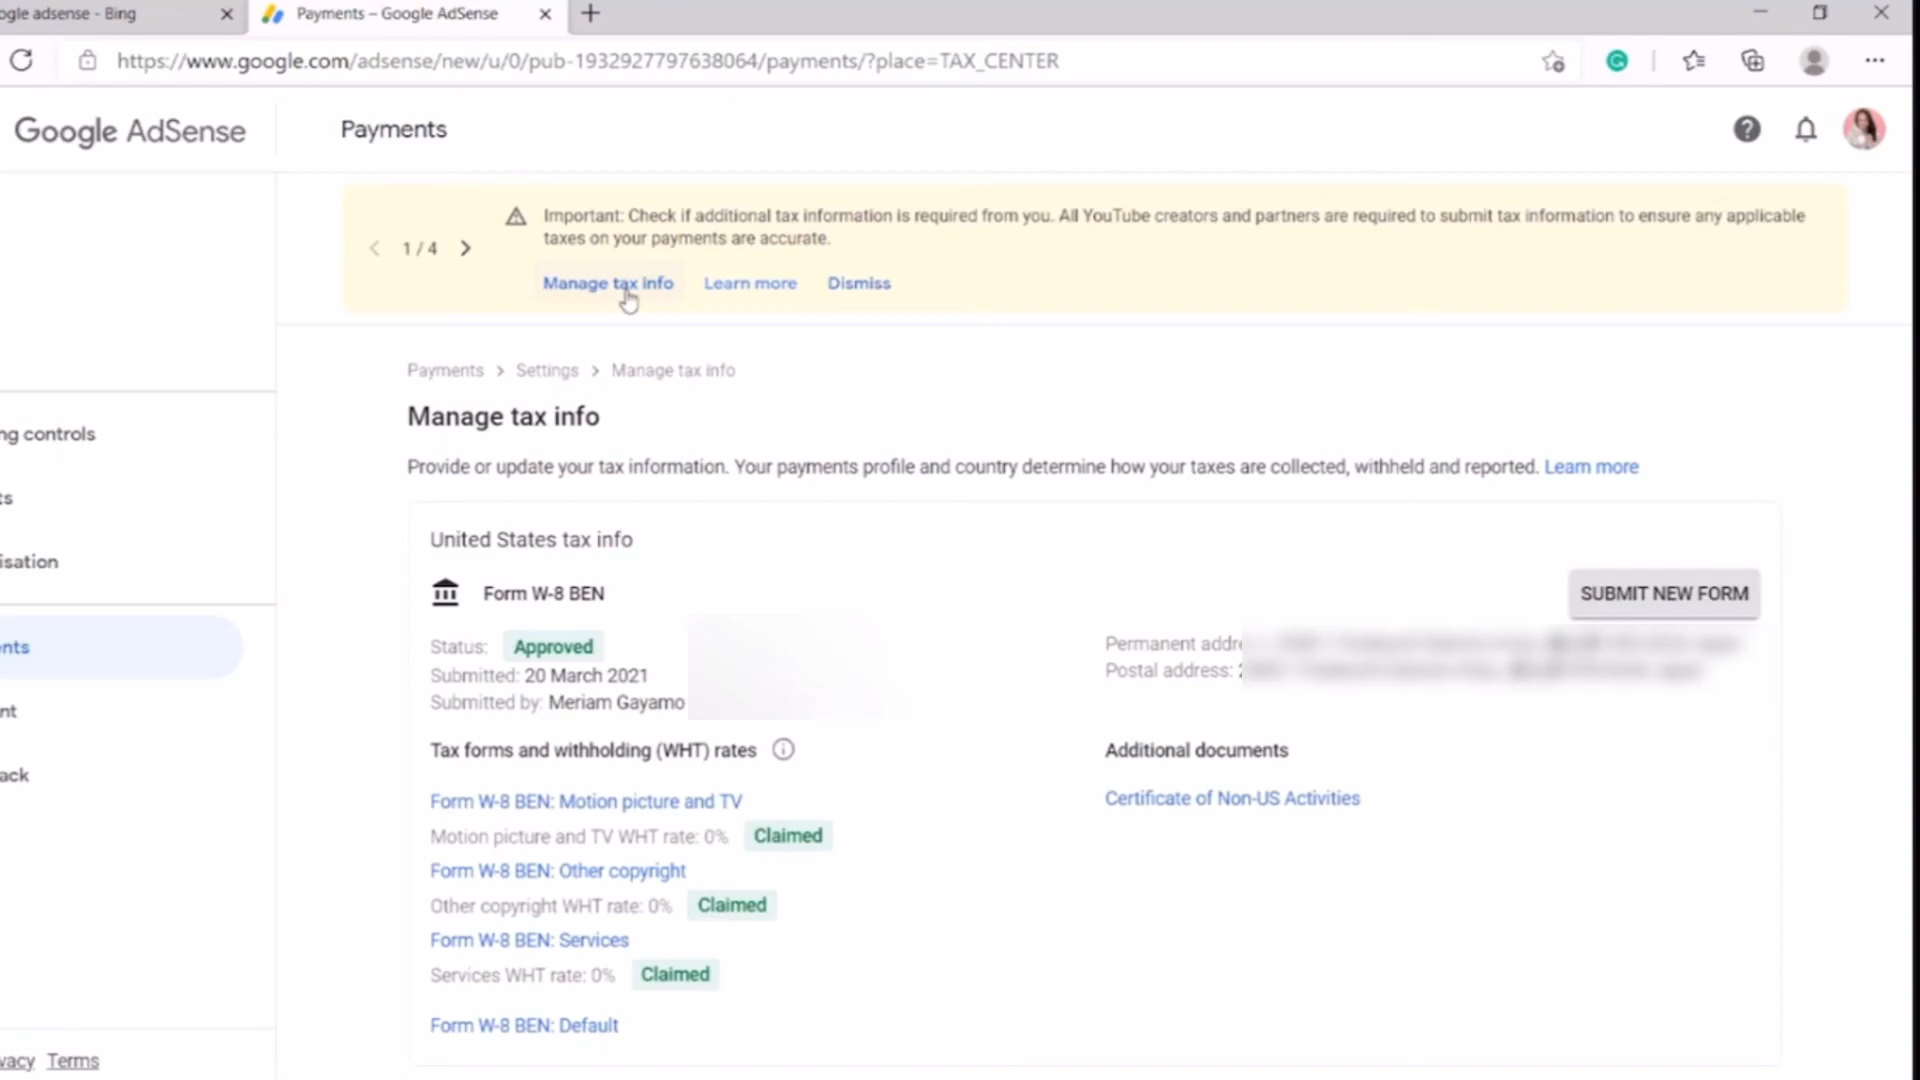 ogle adsense - Bing
Payments – Google AdSense
https://www.google.com/adsense/new/u/0/pub-1932927797638064/payments/?place=TAX_CENTER
Google AdSense
Payments
1 / 4
Important: Check if additional tax information is required from you. All YouTube creators and partners are required to submit tax information to ensure any applicable
taxes on your payments are accurate.
Manage tax info Learn more Dismiss
Payments > Settings > Manage tax info
Manage tax info
Provide or update your tax information. Your payments profile and country determine how your taxes are collected, withheld and reported. Learn more
ng controls
ts
isation
nts
nt
ack
vacy Terms
United States tax info
Form W-8 BEN
SUBMIT NEW FORM
Status: Approved
Submitted: 20 March 2021
Submitted by: Meriam Gayamo
Permanent addre
Postal address:
Tax forms and withholding (WHT) rates
Form W-8 BEN: Motion picture and TV
Motion picture and TV WHT rate: 0% Claimed
Form W-8 BEN: Other copyright
Other copyright WHT rate: 0% Claimed
Form W-8 BEN: Services
Services WHT rate: 0% Claimed
Form W-8 BEN: Default
Additional documents
Certificate of Non-US Activities